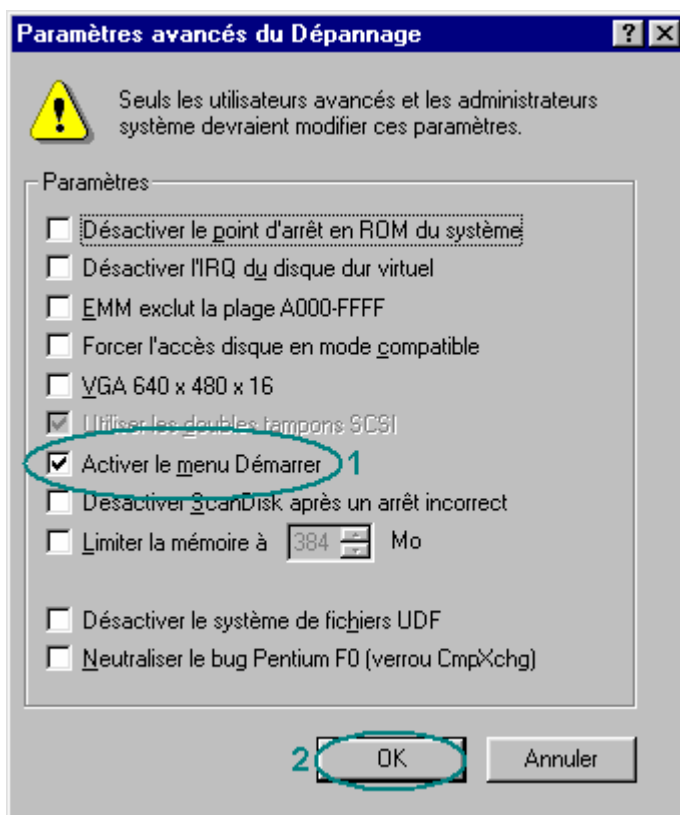 Paramètres avancés du Dépannage
Seuls les utilisateurs avancés et les administrateurs
système devraient modifier ces paramètres.
Paramètres
Désactiver le point d'arrêt en ROM du système
Désactiver l'IRQ du disque dur virtuel
EMM exclut la plage A000-FFFF
Forcer l'accès disque en mode compatible
VGA 640 x 480 x 16
Utiliser les doubles tampons SCSI
Activer le menu Démarrer 1
Désactiver ScanDisk après un arrêt incorrect
Limiter la mémoire à 384 Mo
Désactiver le système de fichiers UDF
Neutraliser le bug Pentium F0 (verrou CmpXchg)
2 OK Annuler